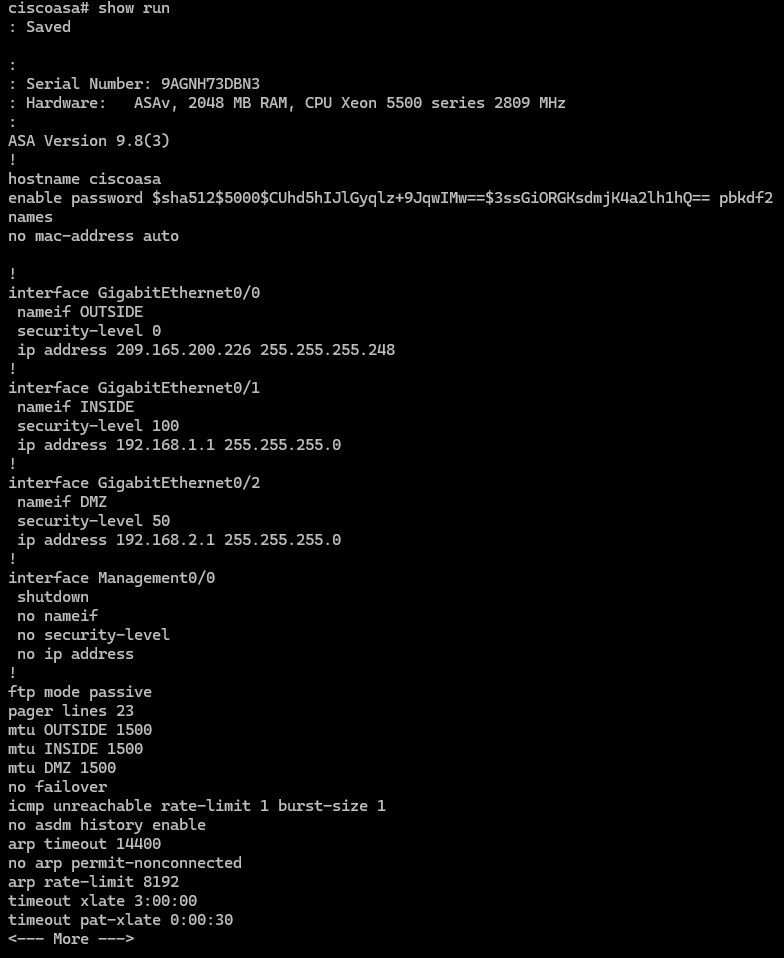 ciscoasa# show run
: Saved

:
: Serial Number: 9AGNH73DBN3
: Hardware:   ASAv, 2048 MB RAM, CPU Xeon 5500 series 2809 MHz
:
ASA Version 9.8(3)
!
hostname ciscoasa
enable password $sha512$5000$CUhd5hIJlGyqlz+9JqwIMw==$3ssGiORGKsdmjK4a2lh1hQ== pbkdf2
names
no mac-address auto

!
interface GigabitEthernet0/0
 nameif OUTSIDE
 security-level 0
 ip address 209.165.200.226 255.255.255.248
!
interface GigabitEthernet0/1
 nameif INSIDE
 security-level 100
 ip address 192.168.1.1 255.255.255.0
!
interface GigabitEthernet0/2
 nameif DMZ
 security-level 50
 ip address 192.168.2.1 255.255.255.0
!
interface Management0/0
 shutdown
 no nameif
 no security-level
 no ip address
!
ftp mode passive
pager lines 23
mtu OUTSIDE 1500
mtu INSIDE 1500
mtu DMZ 1500
no failover
icmp unreachable rate-limit 1 burst-size 1
no asdm history enable
arp timeout 14400
no arp permit-nonconnected
arp rate-limit 8192
timeout xlate 3:00:00
timeout pat-xlate 0:00:30
<--- More --->